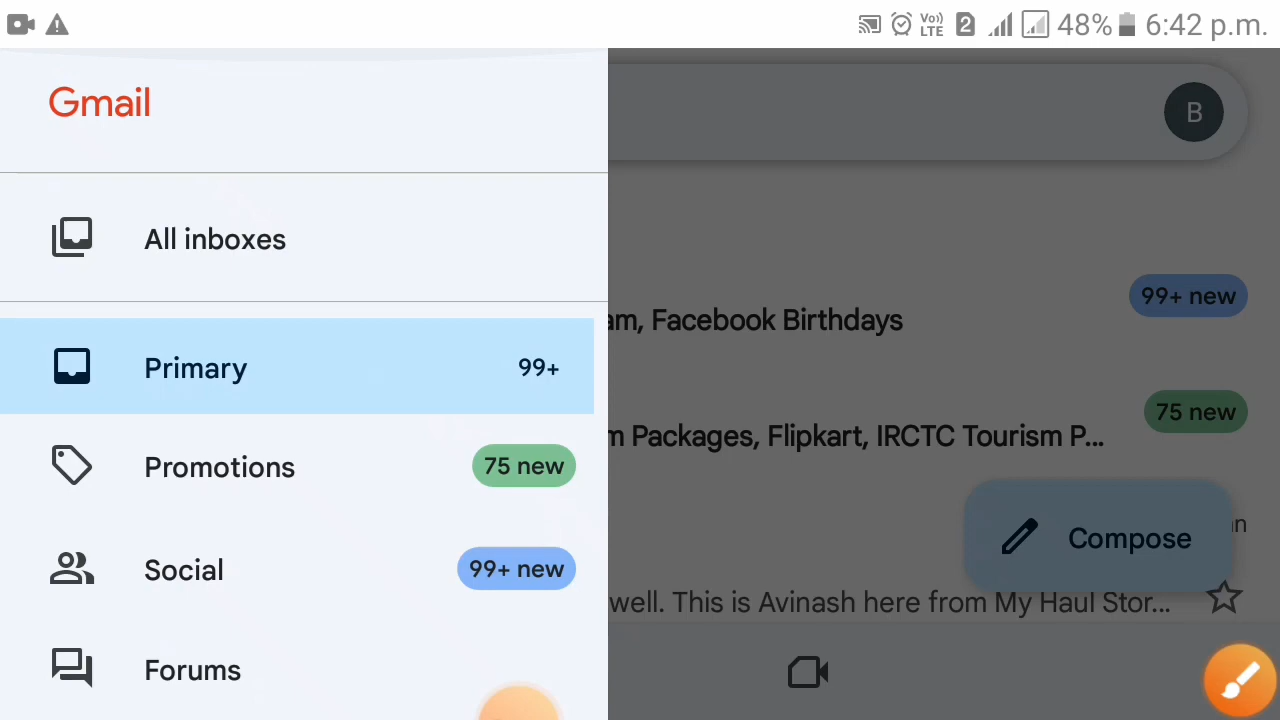 Vo)) LTE 2 48% 6:42 p.m.
Gmail
B
All inboxes
99+ new
am, Facebook Birthdays
Primary 99+
75 new
m Packages, Flipkart, IRCTC Tourism P...
Promotions 75 new
Compose
Social 99+ new
well. This is Avinash here from My Haul Stor...
Forums